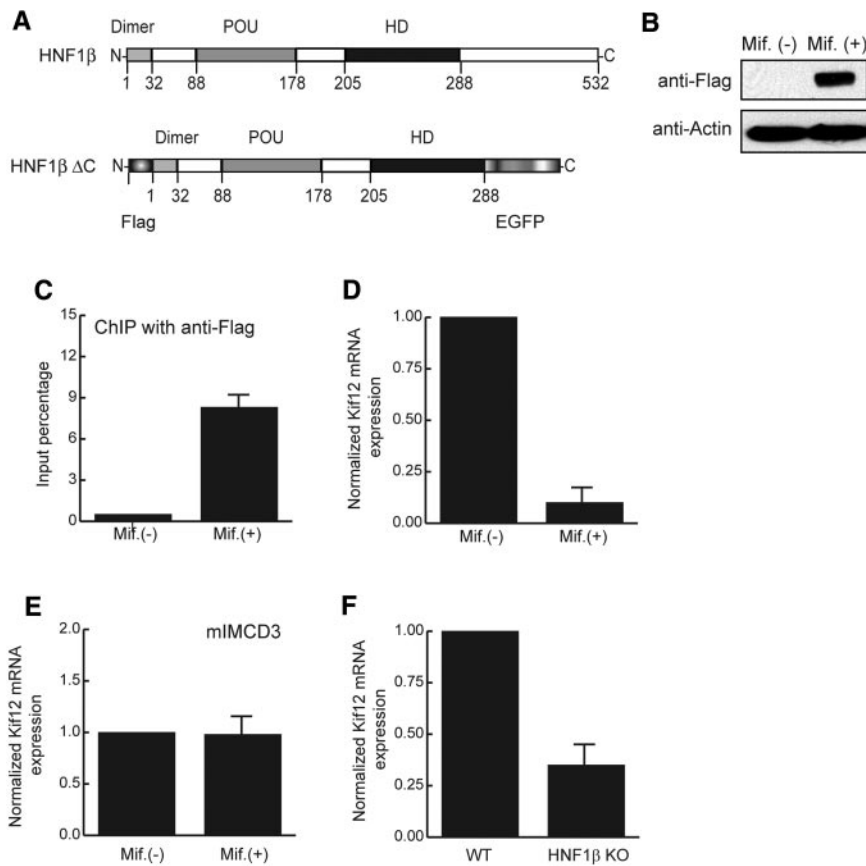 A
Dimer POU HD
HNF1β N- -C
1 32 88 178 205 288 532
Dimer POU HD
HNF1β ΔC N- -C
1 32 88 178 205 288
Flag EGFP
B
Mif. (-) Mif. (+)
anti-Flag
anti-Actin
C
ChIP with anti-Flag
Input percentage
15
12
9
6
3
0
Mif.(-) Mif.(+)
D
Normalized Kif12 mRNA
expression
1.00
0.75
0.50
0.25
0.00
Mif.(-) Mif.(+)
E
mIMCD3
Normalized Kif12 mRNA
expression
2.0
1.5
1.0
0.5
0.0
Mif.(-) Mif.(+)
F
Normalized Kif12 mRNA
expression
1.00
0.75
0.50
0.25
0.00
WT HNF1β KO